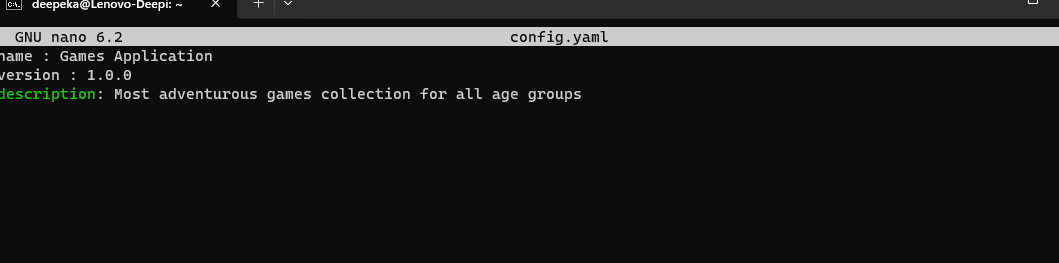 deepeka@Lenovo-Deepi: ~
GNU nano 6.2 config.yaml
name : Games Application
version : 1.0.0
description: Most adventurous games collection for all age groups